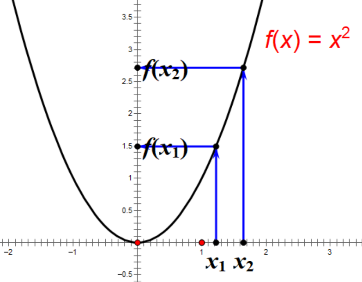 3.5
f(x) = x²
3
f(x₂)
2.5
2
f(x₁)
1.5
1
0.5
-2 -1 0 1 2 3
x₁ x₂
-0.5